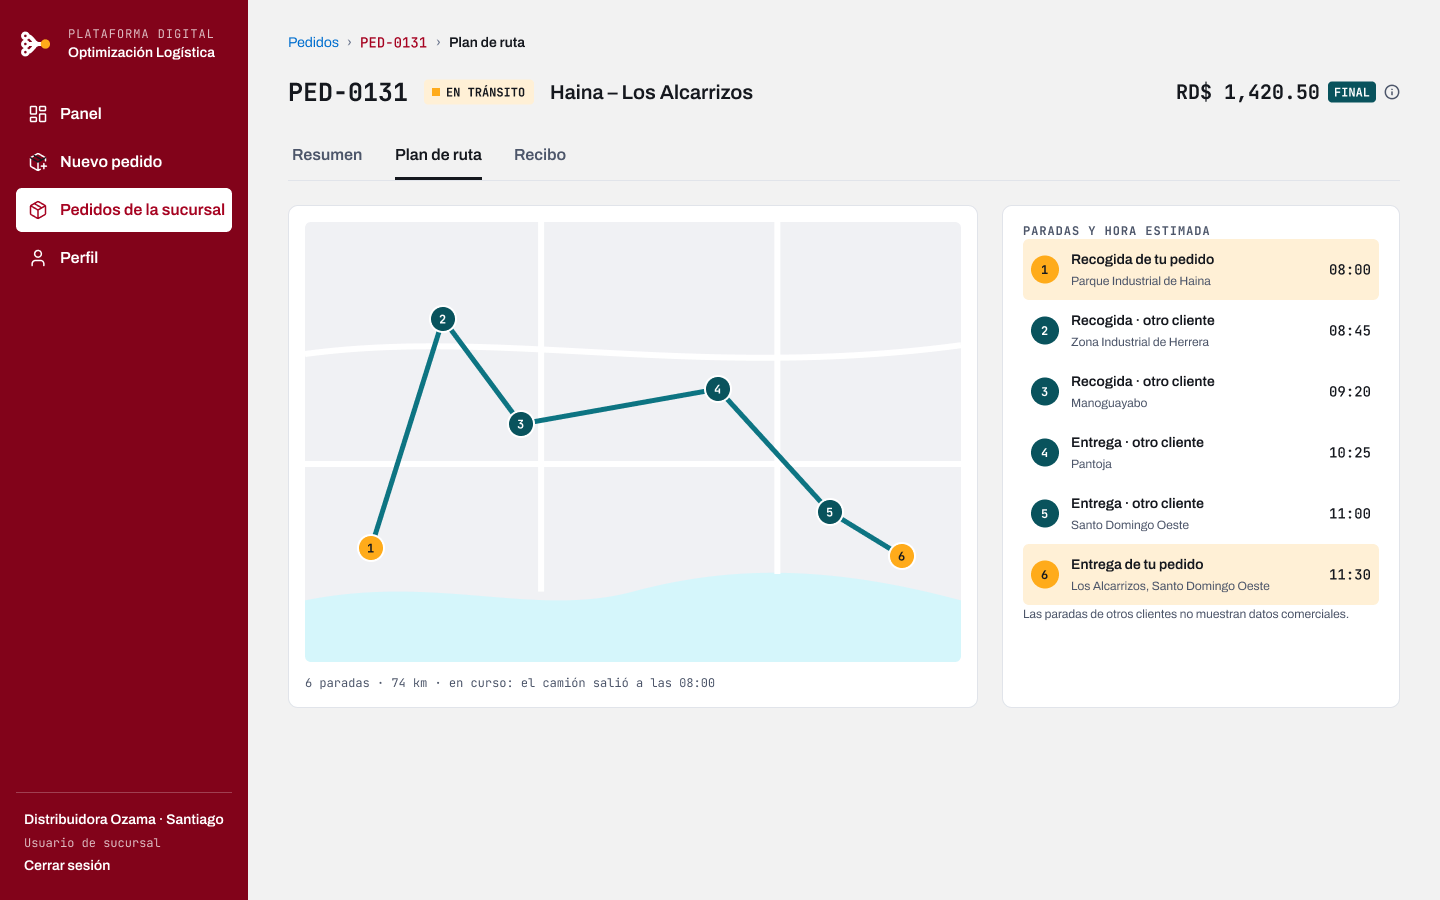 PLATAFORMA DIGITAL
Optimización Logística
Panel
Nuevo pedido
Pedidos de la sucursal
Perfil
Distribuidora Ozama · Santiago
Usuario de sucursal
Cerrar sesión
Pedidos › PED-0131 › Plan de ruta
PED-0131 EN TRÁNSITO Haina – Los Alcarrizos RD$ 1,420.50 FINAL
Resumen Plan de ruta Recibo
2
4
3
5
1
6
6 paradas · 74 km · en curso: el camión salió a las 08:00
PARADAS Y HORA ESTIMADA
1 Recogida de tu pedido 08:00
Parque Industrial de Haina
2 Recogida · otro cliente 08:45
Zona Industrial de Herrera
3 Recogida · otro cliente 09:20
Manoguayabo
4 Entrega · otro cliente 10:25
Pantoja
5 Entrega · otro cliente 11:00
Santo Domingo Oeste
6 Entrega de tu pedido 11:30
Los Alcarrizos, Santo Domingo Oeste
Las paradas de otros clientes no muestran datos comerciales.